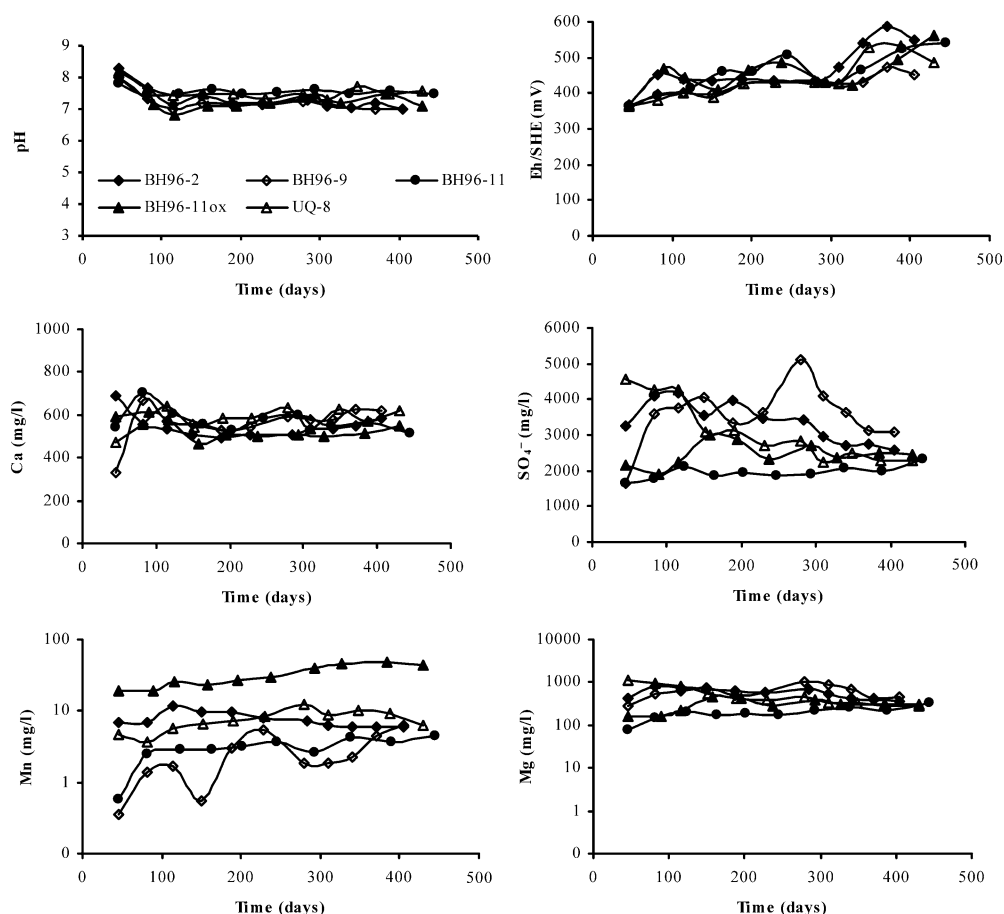 9
8
7
6
5
4
3
pH
BH96-2 BH96-9 BH96-11
BH96-11ox UQ-8
0 100 200 300 400 500
Time (days)
600
500
400
300
200
100
0
Eh/SHE (mV)
0 100 200 300 400 500
Time (days)
1000
800
600
400
200
0
Ca (mg/l)
0 100 200 300 400 500
Time (days)
6000
5000
4000
3000
2000
1000
0
SO₄⁻ (mg/l)
0 100 200 300 400 500
Time (days)
100
10
1
0
Mn (mg/l)
0 100 200 300 400 500
Time (days)
10000
1000
100
10
1
0
Mg (mg/l)
0 100 200 300 400 500
Time (days)